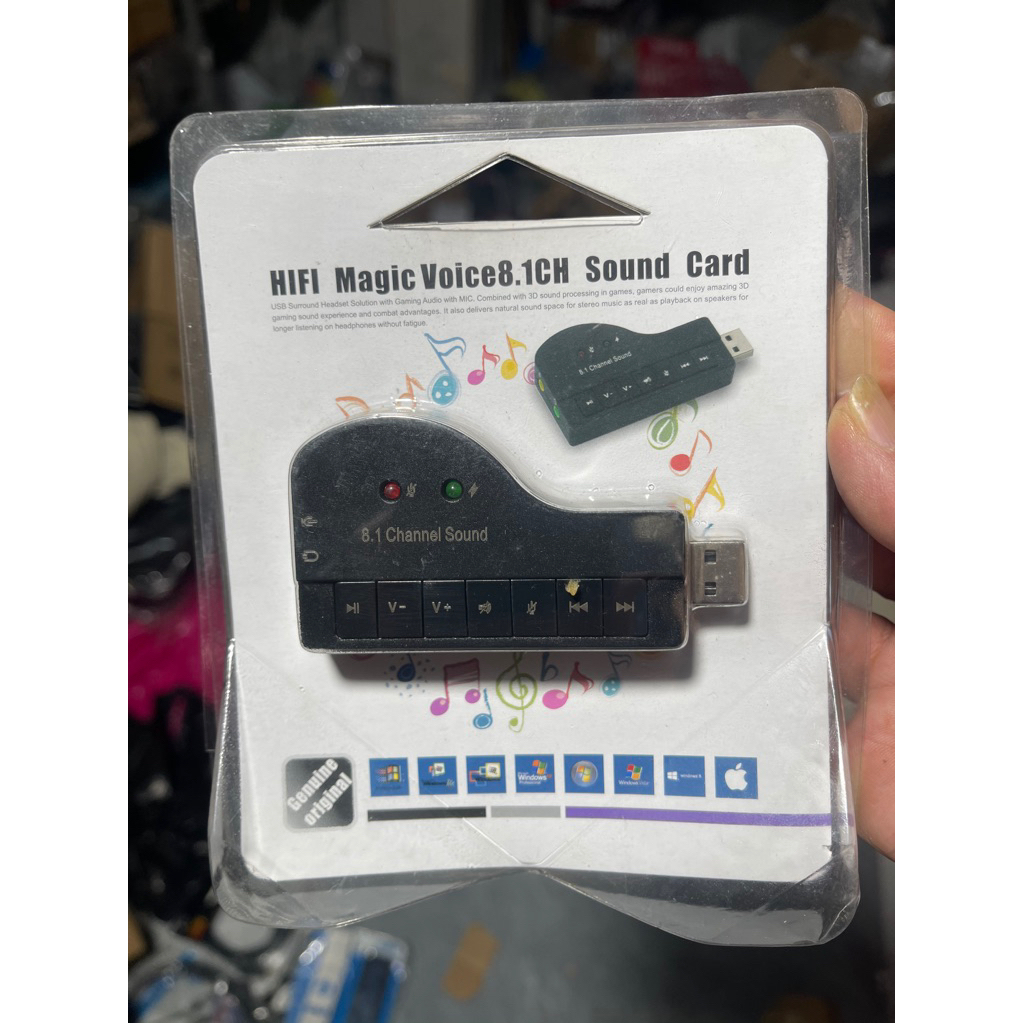 HIFI Magic Voice8.1CH Sound Card
USB Surround Headset Solution with Gaming Audio with MIC, Combined with 3D sound processing in games, gamers could enjoy amazing 3D
gaming sound experience and combat advantages. It also delivers natural sound space for stereo music as real as playback on speakers for
longer listening on headphones without fatigue.
8.1 Channel Sound
V- V+
8.1 Channel Sound
V- V+
Genuine
original
Windows